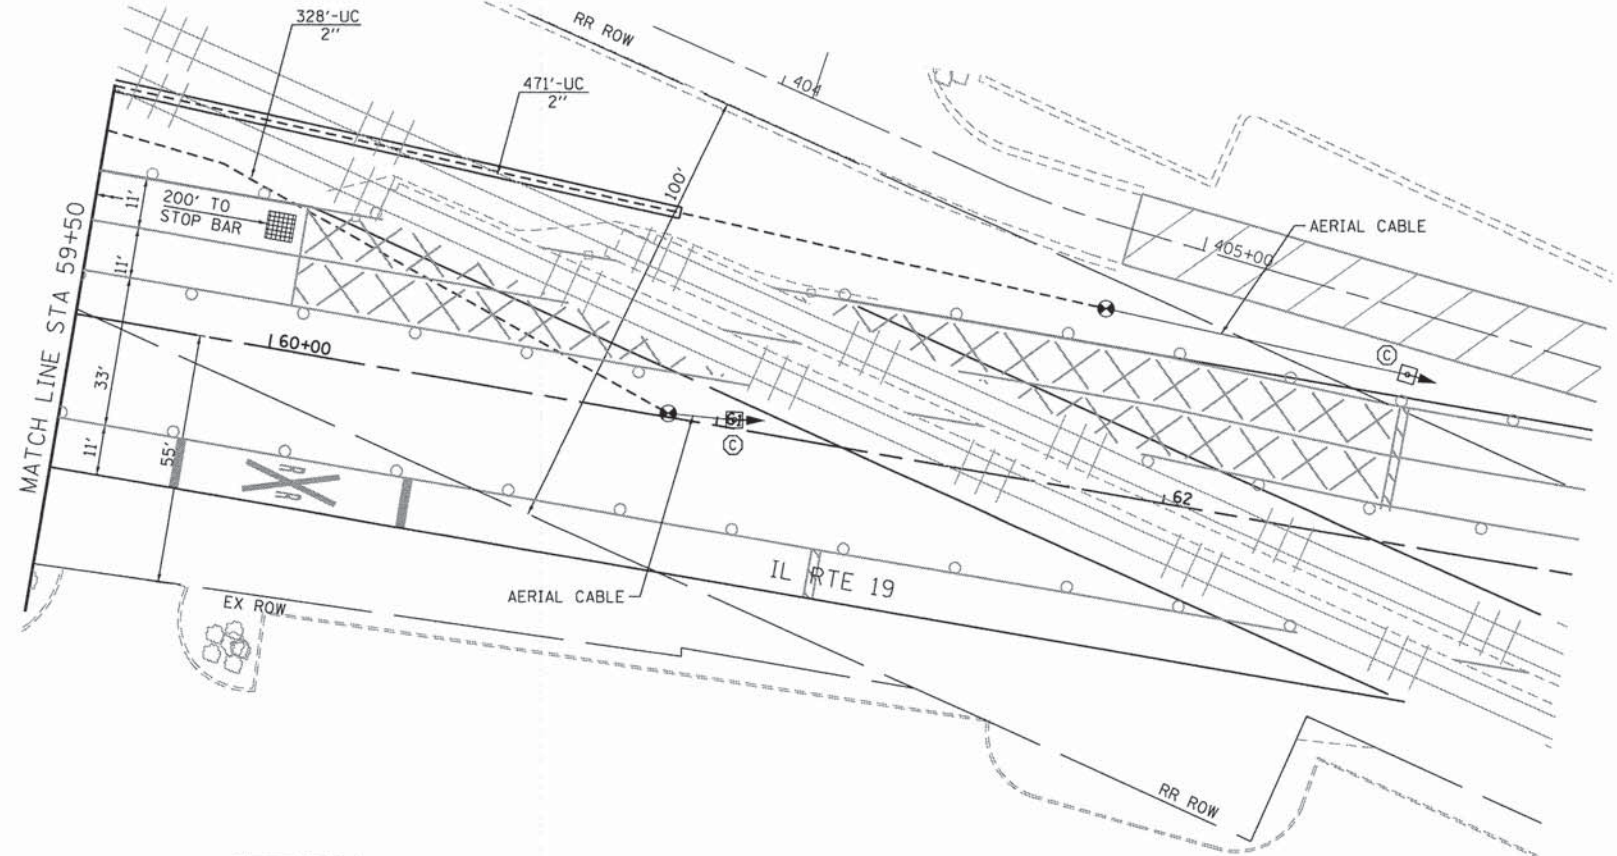 328'-UC
2"
RR ROW
404
471'-UC
2"
100'
200' TO
STOP BAR
11'
11'
33'
11'
55'
MATCH LINE STA 59+50
60+00
AERIAL CABLE
405+00
C
61
C
62
R
R
IL RTE 19
AERIAL CABLE
EX ROW
RR ROW